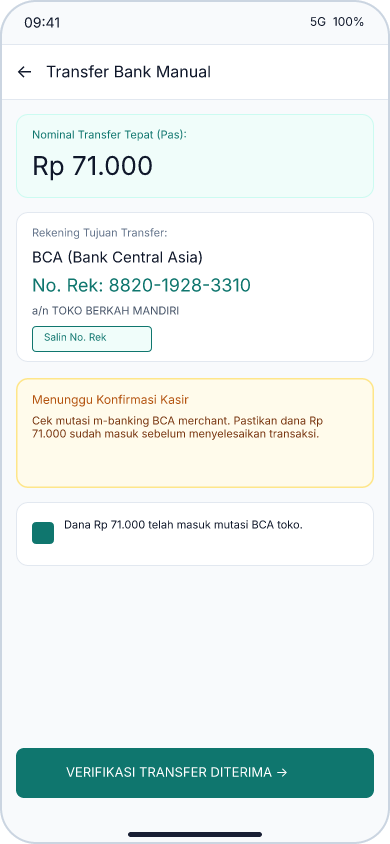 09:41
5G 100%
← Transfer Bank Manual
Nominal Transfer Tepat (Pas):
Rp 71.000
Rekening Tujuan Transfer:
BCA (Bank Central Asia)
No. Rek: 8820-1928-3310
a/n TOKO BERKAH MANDIRI
Salin No. Rek
Menunggu Konfirmasi Kasir
Cek mutasi m-banking BCA merchant. Pastikan dana Rp
71.000 sudah masuk sebelum menyelesaikan transaksi.
Dana Rp 71.000 telah masuk mutasi BCA toko.
VERIFIKASI TRANSFER DITERIMA →